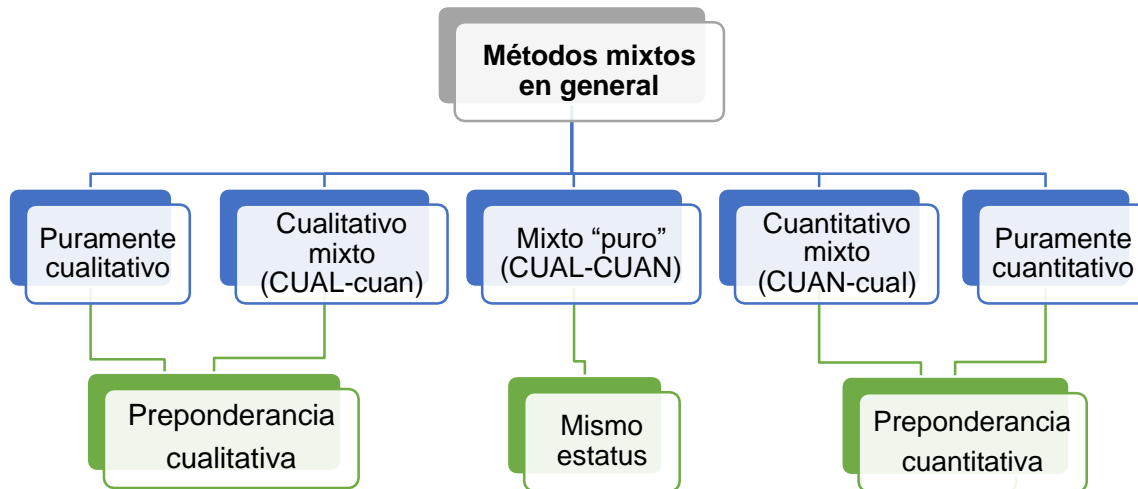 Métodos mixtos
en general
Puramente
cualitativo
Cualitativo
mixto
(CUAL-cuan)
Mixto “puro”
(CUAL-CUAN)
Cuantitativo
mixto
(CUAN-cual)
Puramente
cuantitativo
Preponderancia
cualitativa
Mismo
estatus
Preponderancia
cuantitativa